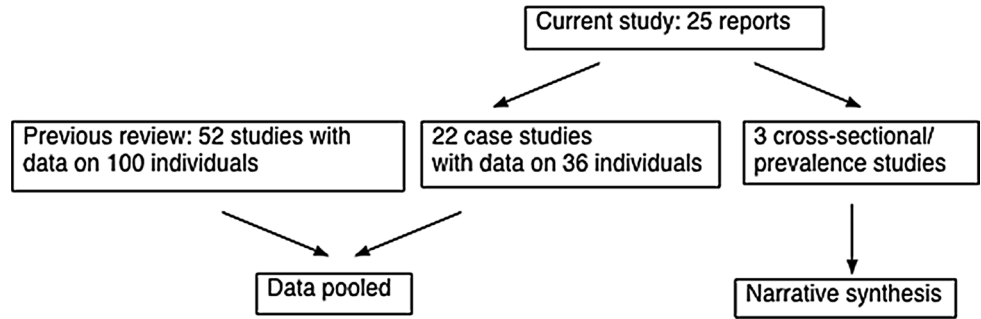 Current study: 25 reports
Previous review: 52 studies with
data on 100 individuals
22 case studies
with data on 36 individuals
3 cross-sectional/
prevalence studies
Data pooled
Narrative synthesis